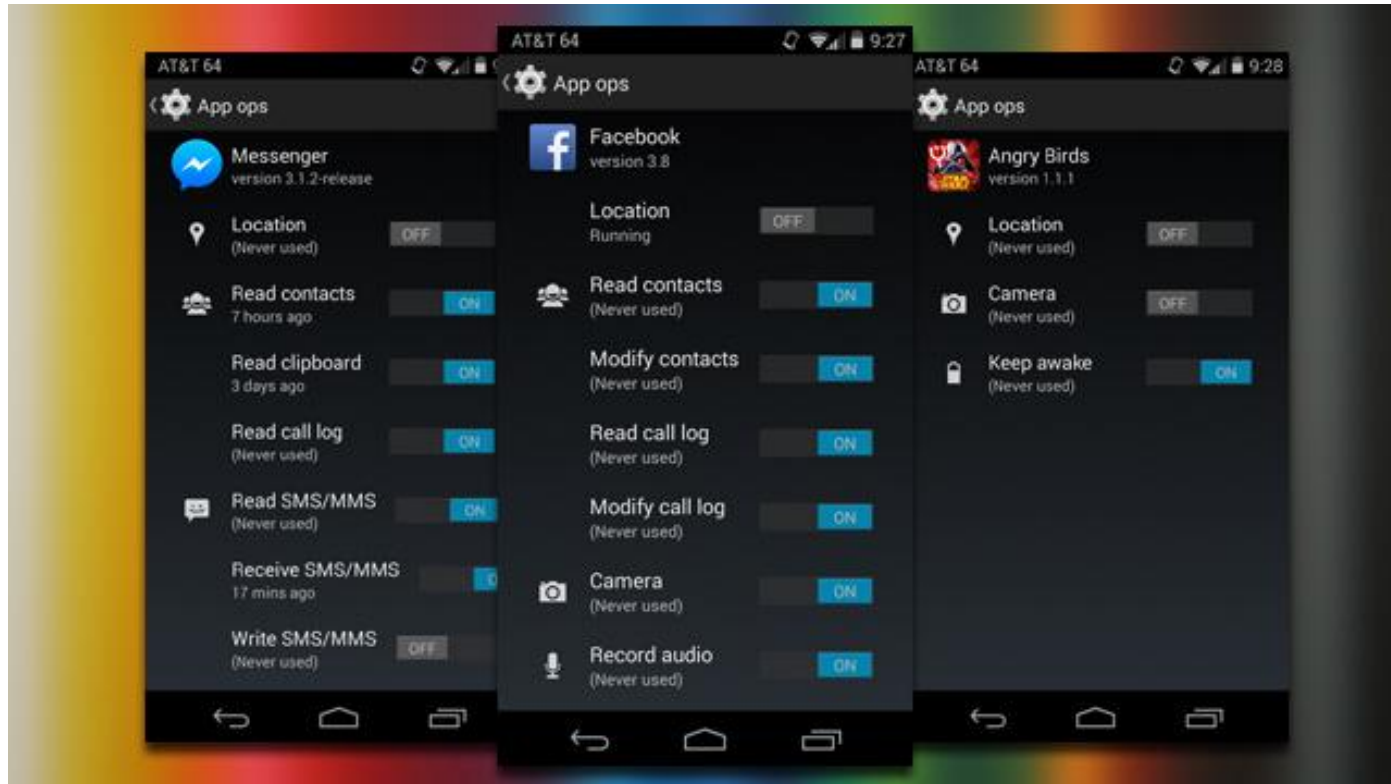 AT&T 64
App ops
Messenger
version 3.1.2-release
Location
OFF
(Never used)
Read contacts
ON
7 hours ago
Read clipboard
ON
3 days ago
Read call log
ON
(Never used)
Read SMS/MMS
ON
(Never used)
Receive SMS/MMS
17 mins ago
Write SMS/MMS
OFF
(Never used)
AT&T 64 9:27
App ops
Facebook
version 3.8
Location
OFF
Running
Read contacts
ON
(Never used)
Modify contacts
ON
(Never used)
Read call log
ON
(Never used)
Modify call log
ON
(Never used)
Camera
ON
(Never used)
Record audio
ON
(Never used)
AT&T 64 9:28
App ops
Angry Birds
version 1.1.1
Location
OFF
(Never used)
Camera
OFF
(Never used)
Keep awake
ON
(Never used)